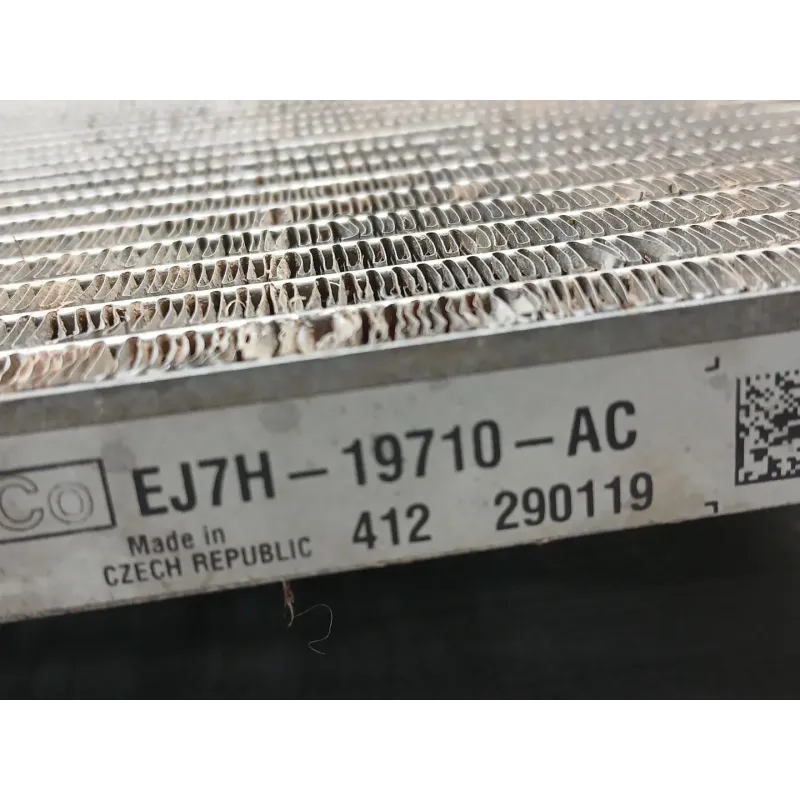 Co
EJ7H-19710-AC
Made in
CZECH REPUBLIC
412 290119